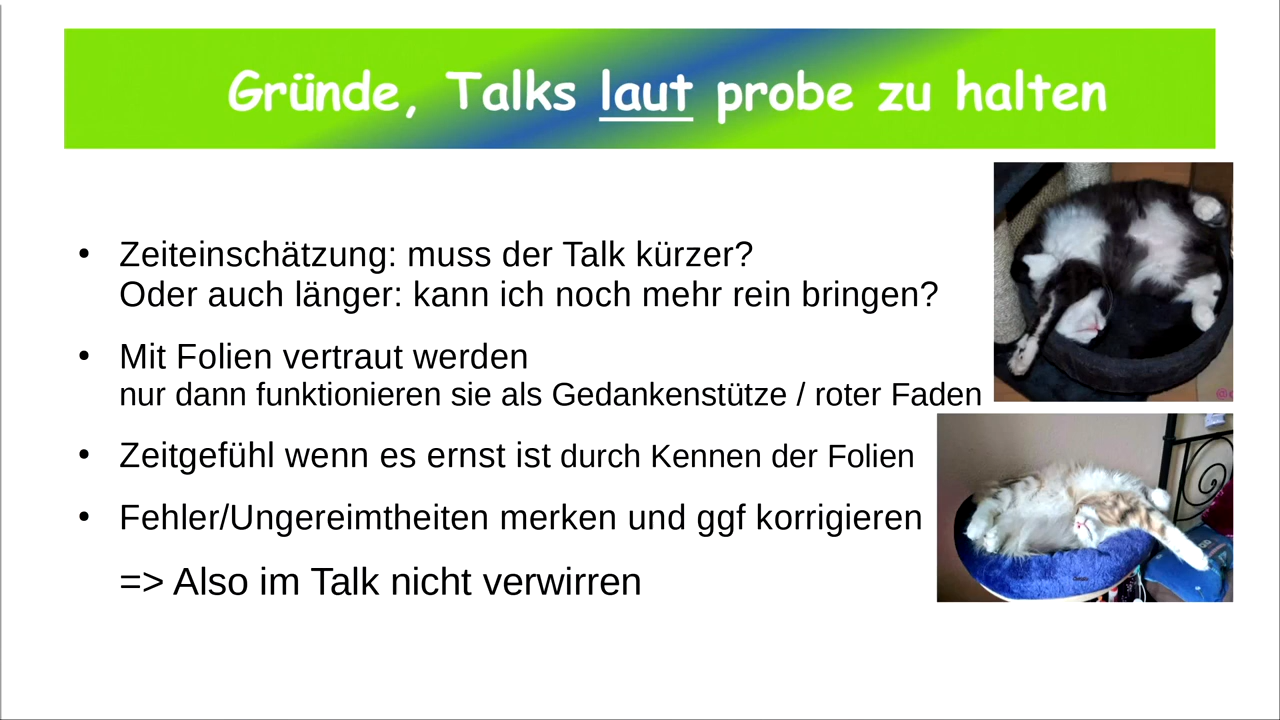 Gründe, Talks laut probe zu halten
• Zeiteinschätzung: muss der Talk kürzer?
Oder auch länger: kann ich noch mehr rein bringen?
• Mit Folien vertraut werden
nur dann funktionieren sie als Gedankenstütze / roter Faden
• Zeitgefühl wenn es ernst ist durch Kennen der Folien
• Fehler/Ungereimtheiten merken und ggf korrigieren
=> Also im Talk nicht verwirren